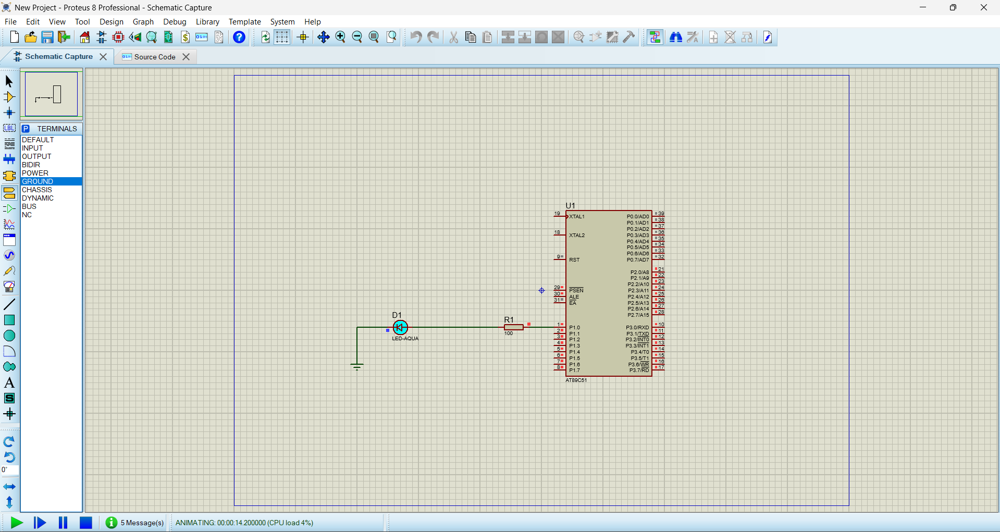 New Project - Proteus 8 Professional - Schematic Capture
File Edit View Tool Design Graph Debug Library Template System Help
Schematic Capture
Source Code
LBL
P TERMINALS
DEFAULT
INPUT
OUTPUT
BIDIR
POWER
GROUND
CHASSIS
DYNAMIC
BUS
NC
A
S
0°
U1
19 XTAL1
18 XTAL2
9 RST
29 PSEN
30 ALE
31 EA
1 P1.0
2 P1.1
3 P1.2
4 P1.3
5 P1.4
6 P1.5
7 P1.6
8 P1.7
P0.0/AD0 39
P0.1/AD1 38
P0.2/AD2 37
P0.3/AD3 36
P0.4/AD4 35
P0.5/AD5 34
P0.6/AD6 33
P0.7/AD7 32
P2.0/A8 21
P2.1/A9 22
P2.2/A10 23
P2.3/A11 24
P2.4/A12 25
P2.5/A13 26
P2.6/A14 27
P2.7/A15 28
P3.0/RXD 10
P3.1/TXD 11
P3.2/INT0 12
P3.3/INT1 13
P3.4/T0 14
P3.5/T1 15
P3.6/WR 16
P3.7/RD 17
AT89C51
D1
LED-AQUA
R1
100
5 Message(s)
ANIMATING: 00:00:14.200000 (CPU load 4%)